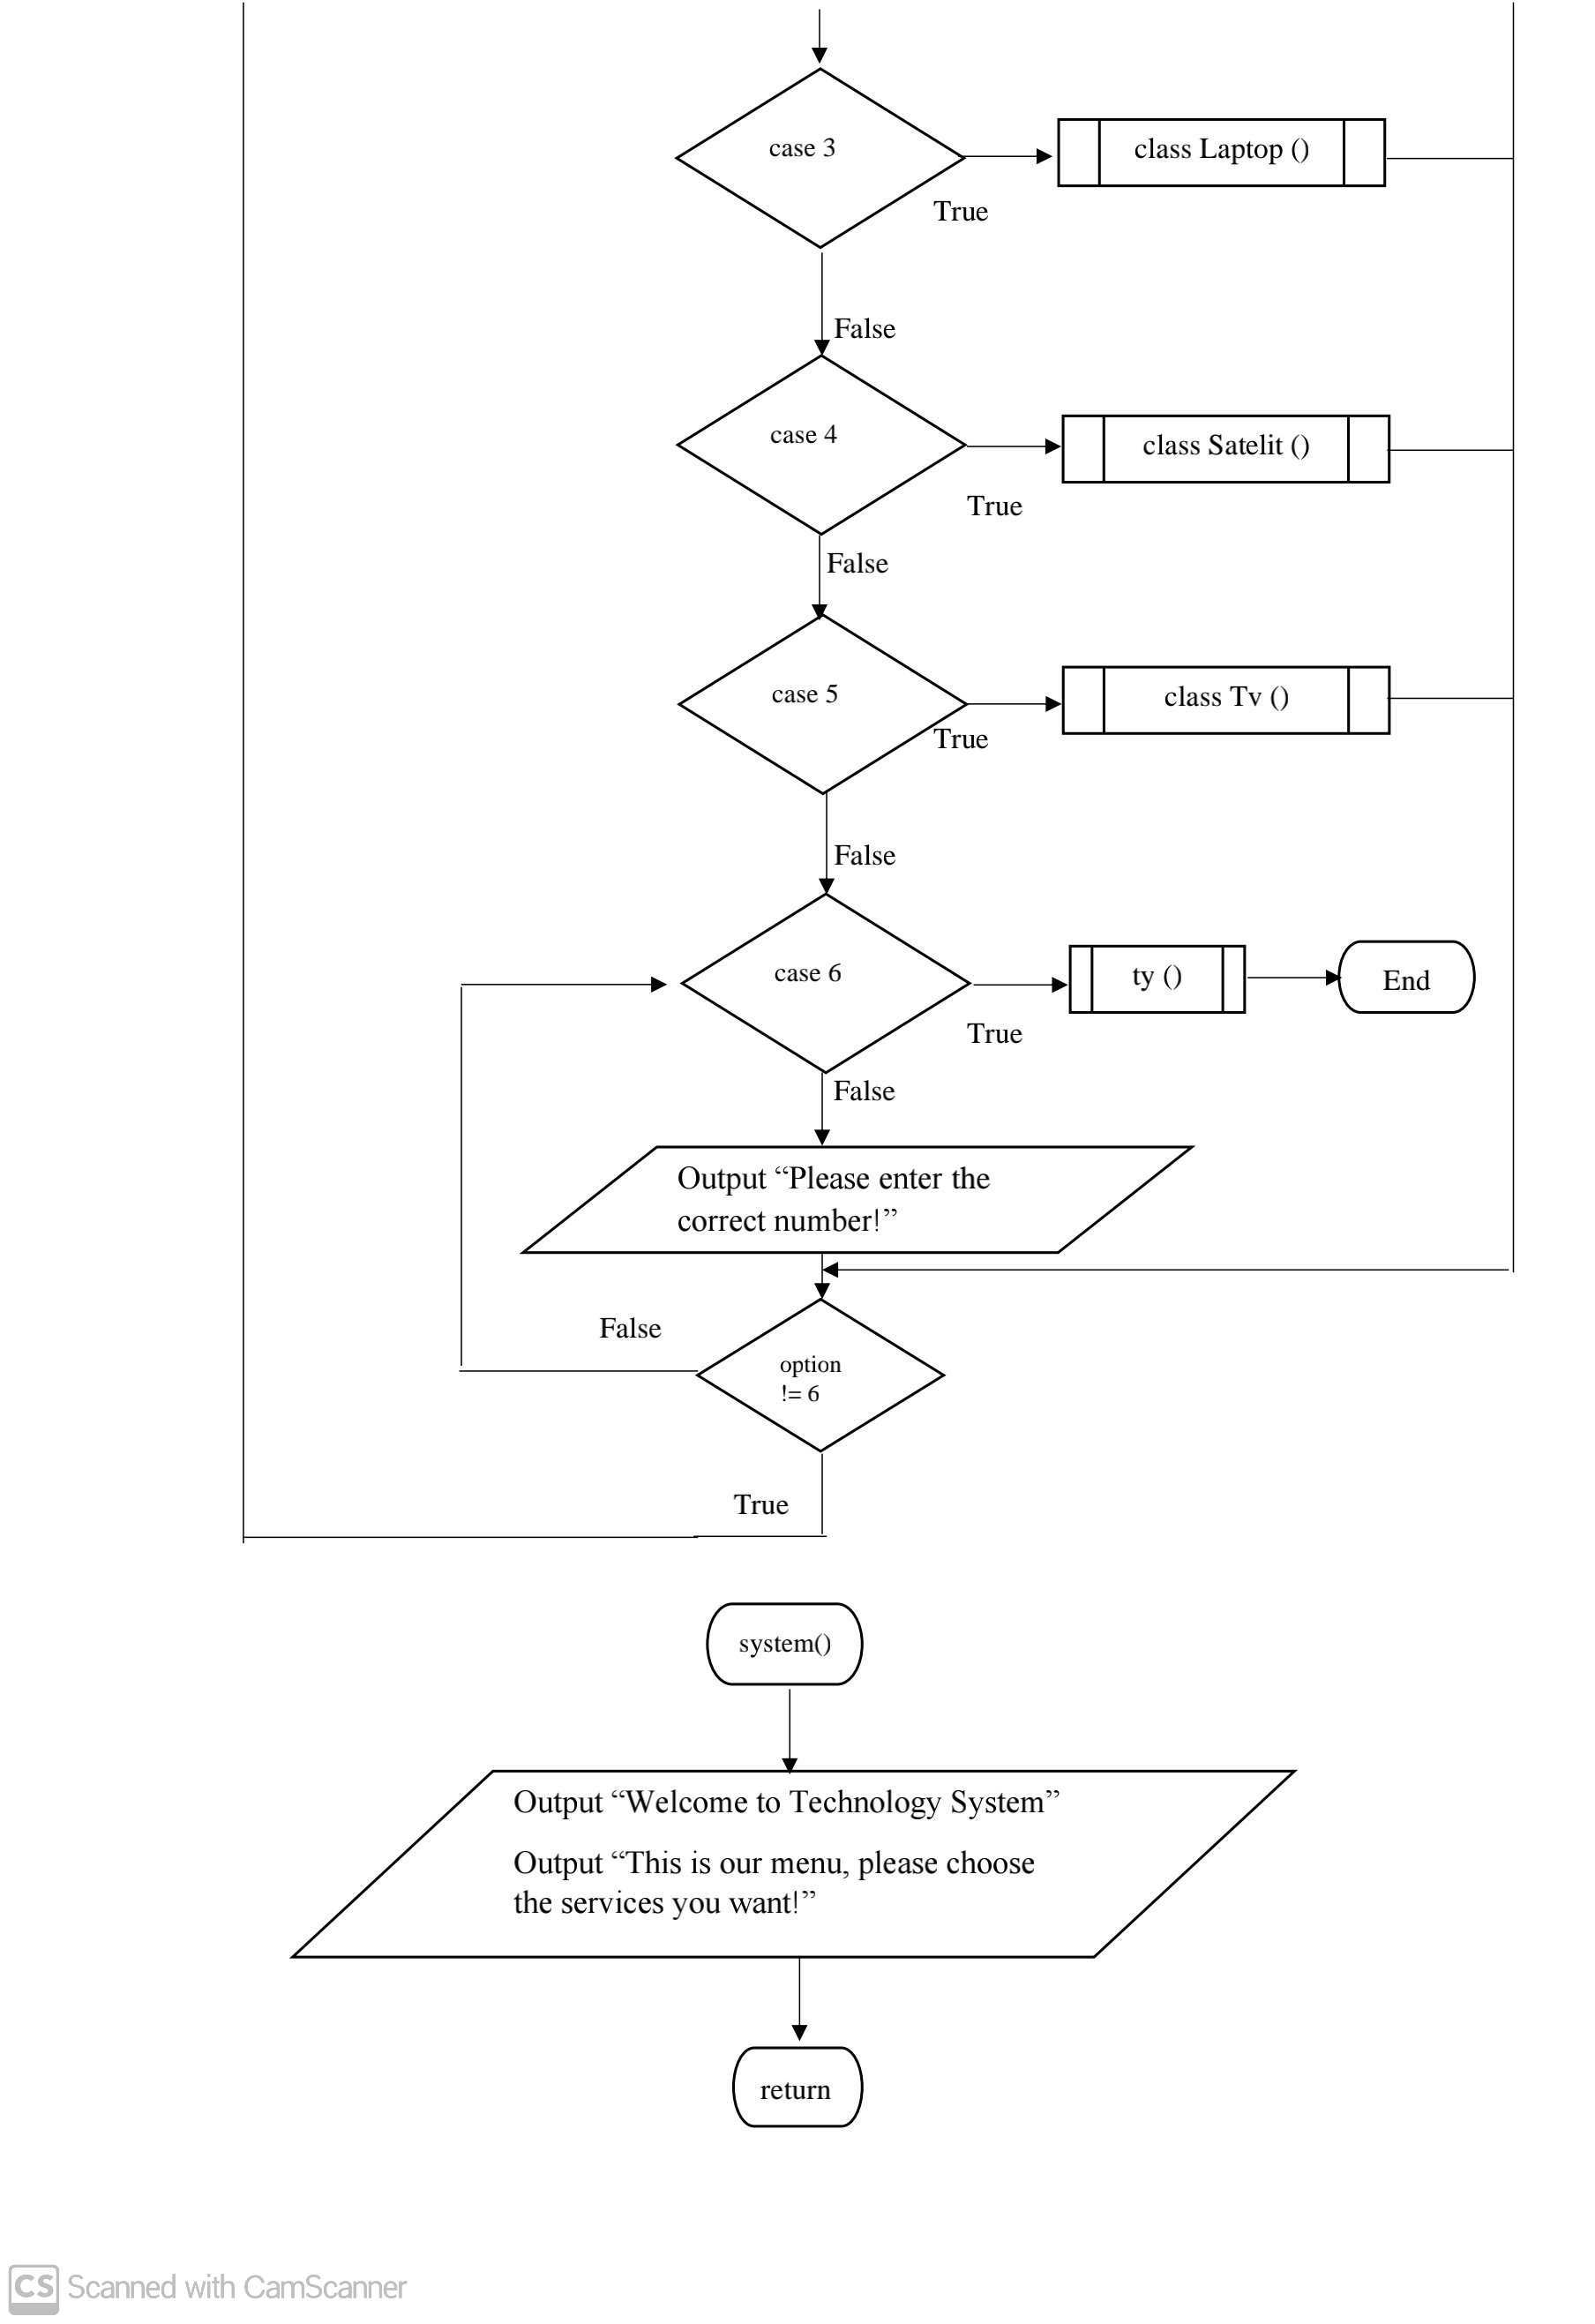 case 3
class Laptop ()
True
False
case 4
class Satelit ()
True
False
case 5
class Tv ()
True
False
case 6
ty ()
End
True
False
Output “Please enter the
correct number!”
False
option
!= 6
True
system()
Output “Welcome to Technology System”
Output “This is our menu, please choose
the services you want!”
return
CS Scanned with CamScanner